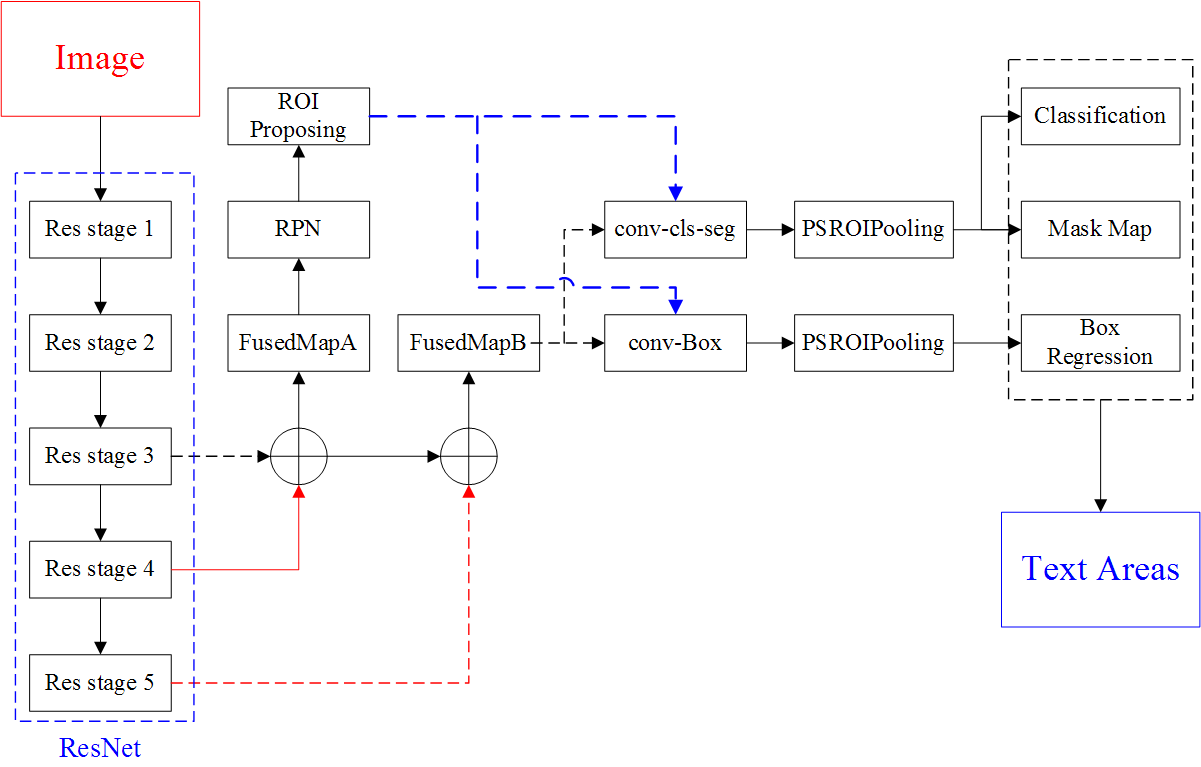 Image
Res stage 1
Res stage 2
Res stage 3
Res stage 4
Res stage 5
ResNet
ROI
Proposing
RPN
FusedMapA
FusedMapB
conv-cls-seg
conv-Box
PSROIPooling
PSROIPooling
Classification
Mask Map
Box
Regression
Text Areas